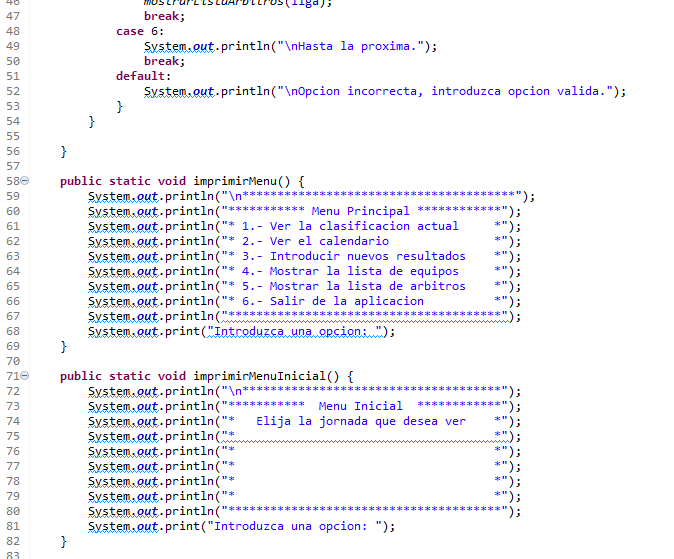 46 mostrarListaArbitros(liga);
47 break;
48 case 6:
49 System.out.println("\nHasta la proxima.");
50 break;
51 default:
52 System.out.println("\nOpcion incorrecta, introduzca opcion valida.");
53 }
54 }
55
56 }
57
58 public static void imprimirMenu() {
59 System.out.println("\n***************************************");
60 System.out.println("*********** Menu Principal ************");
61 System.out.println("* 1.- Ver la clasificacion actual     *");
62 System.out.println("* 2.- Ver el calendario               *");
63 System.out.println("* 3.- Introducir nuevos resultados    *");
64 System.out.println("* 4.- Mostrar la lista de equipos     *");
65 System.out.println("* 5.- Mostrar la lista de arbitros    *");
66 System.out.println("* 6.- Salir de la aplicacion          *");
67 System.out.println("***************************************");
68 System.out.print("Introduzca una opcion: ");
69 }
70
71 public static void imprimirMenuInicial() {
72 System.out.println("\n*************************************");
73 System.out.println("***********  Menu Inicial  ************");
74 System.out.println("*   Elija la jornada que desea ver    *");
75 System.out.println("*                                     *");
76 System.out.println("*                                     *");
77 System.out.println("*                                     *");
78 System.out.println("*                                     *");
79 System.out.println("*                                     *");
80 System.out.println("***************************************");
81 System.out.print("Introduzca una opcion: ");
82 }
83